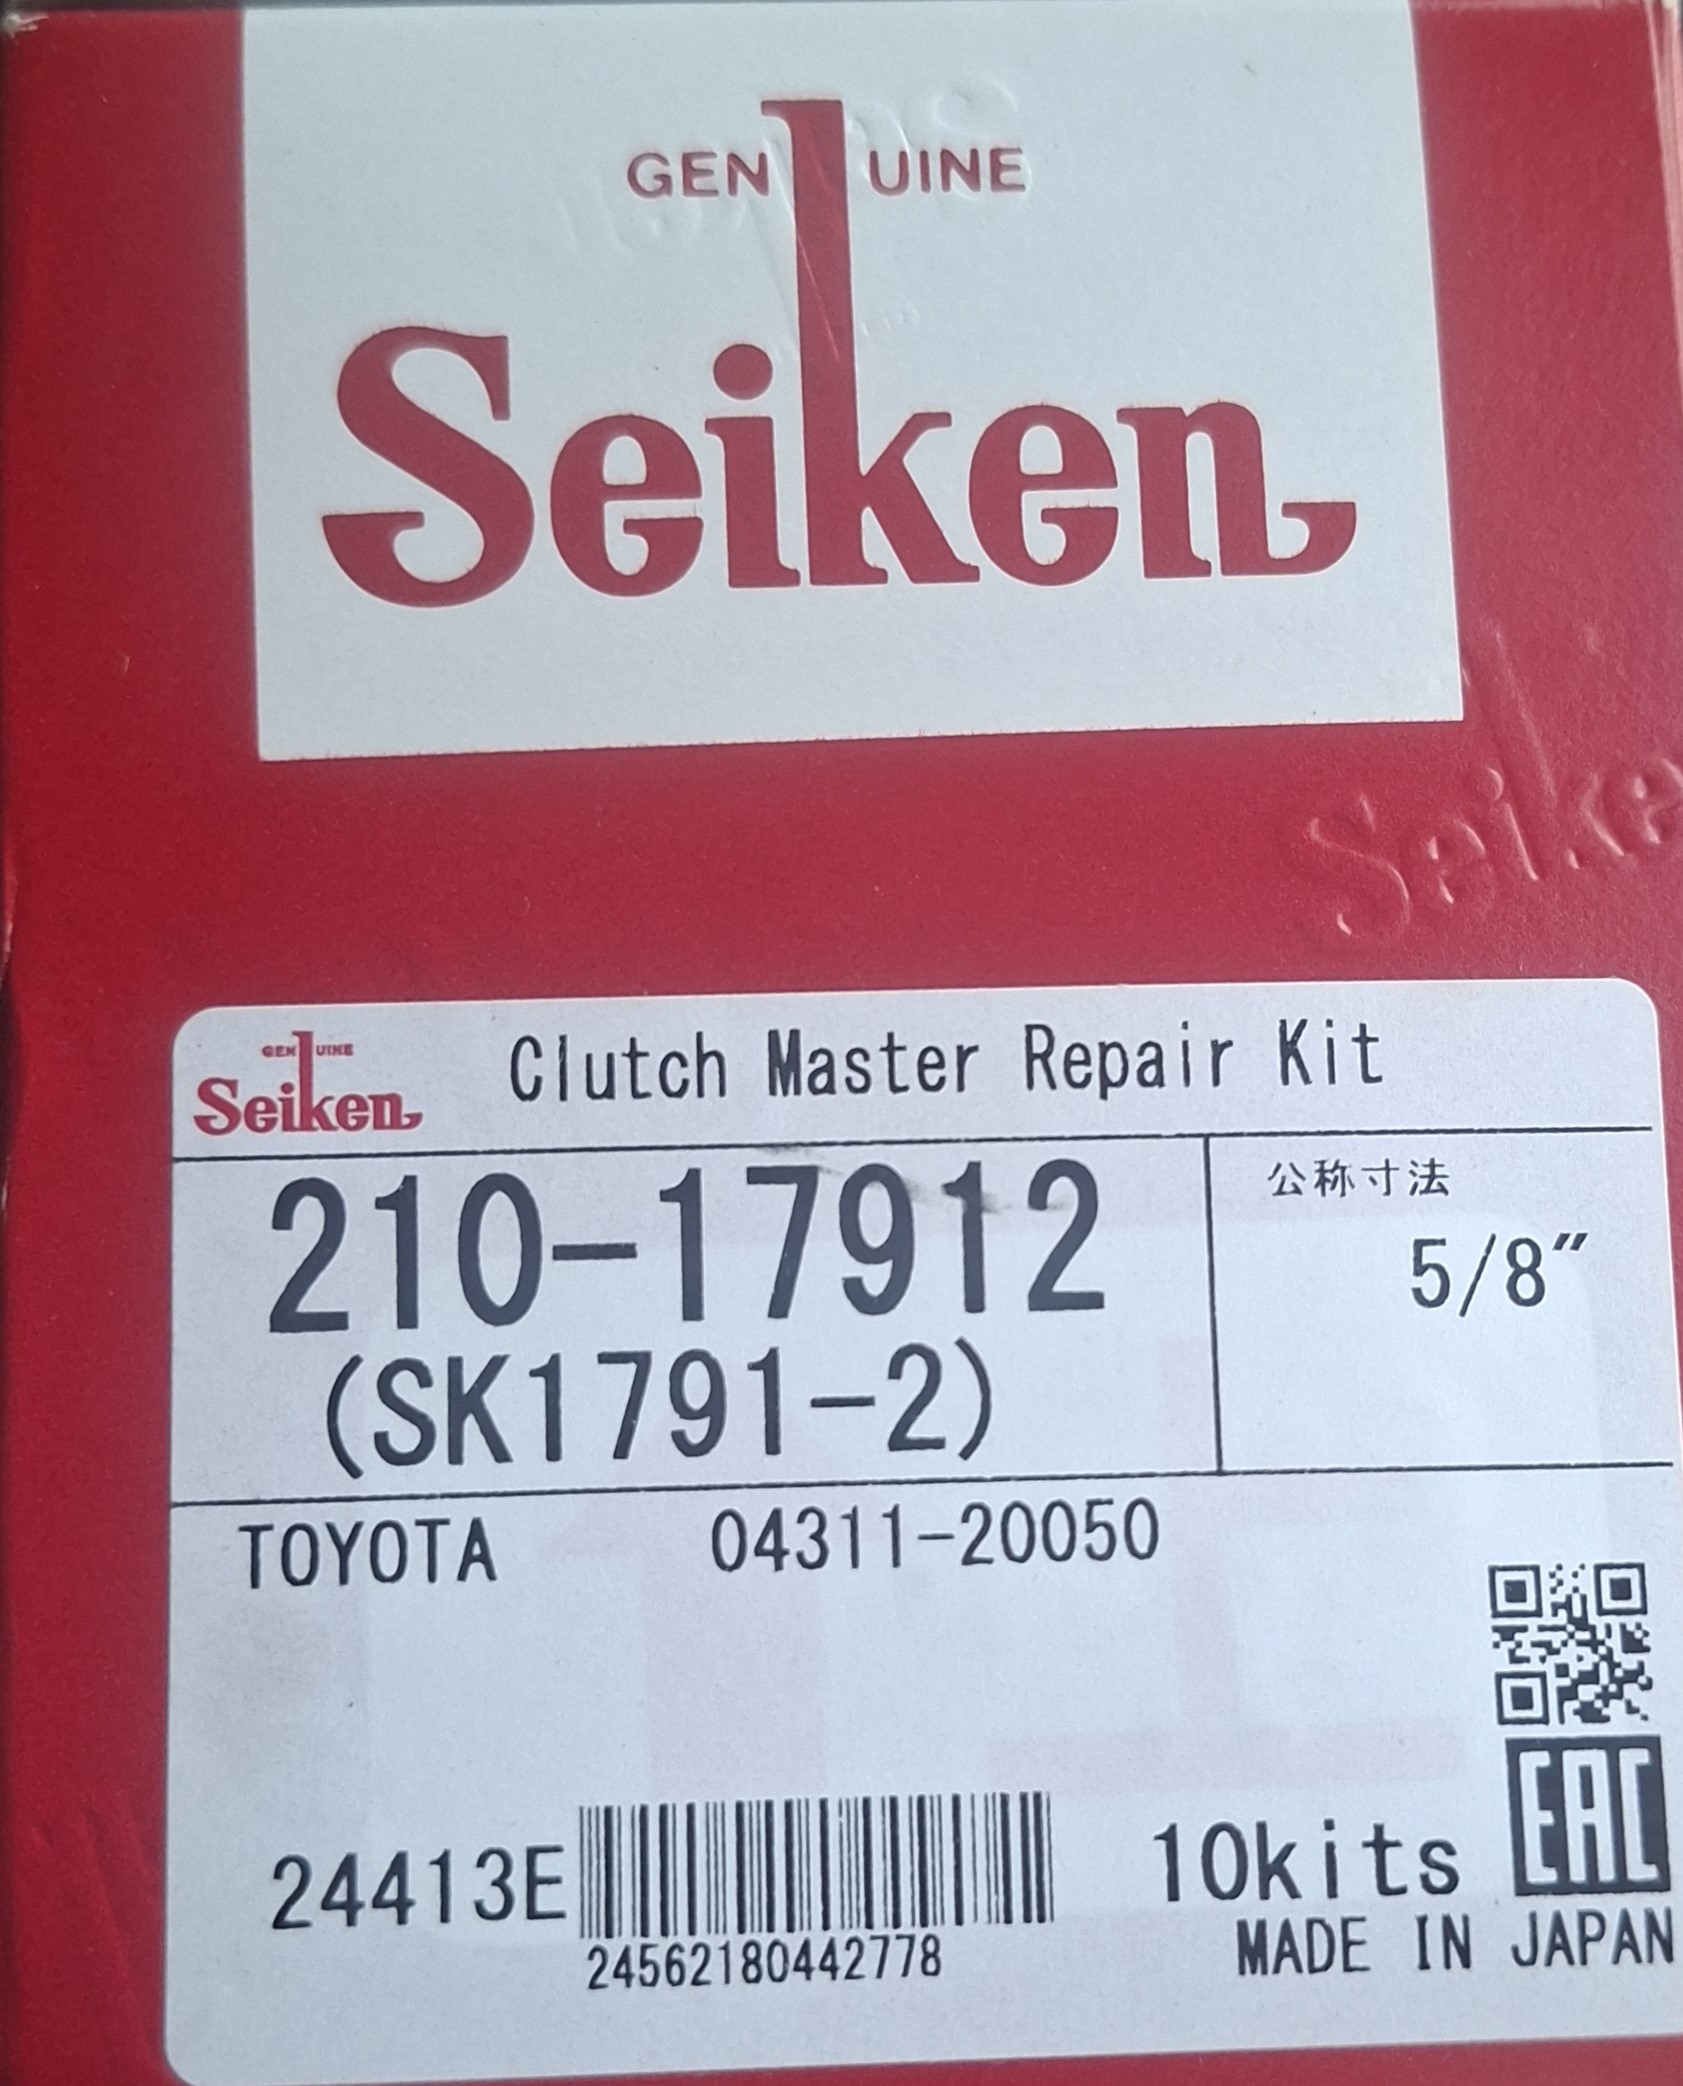 GENUINE
Seiken
Seike
GENUINE
Seiken
Clutch Master Repair Kit
210-17912
(SK1791-2)
公称寸法
5/8"
TOYOTA 04311-20050
24413E
24562180442778
10kits
EAC
MADE IN JAPAN